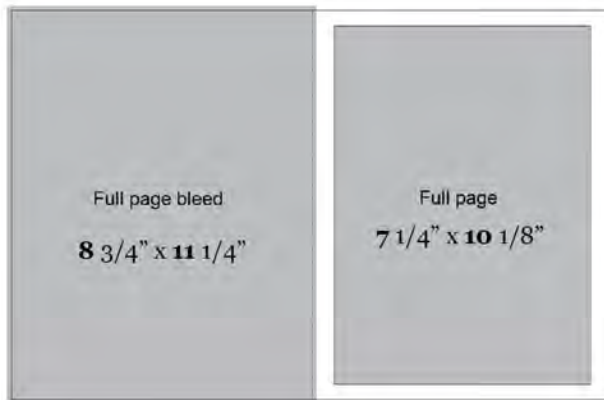 Full page bleed
8 3/4” x 11 1/4”
Full page
7 1/4” x 10 1/8”